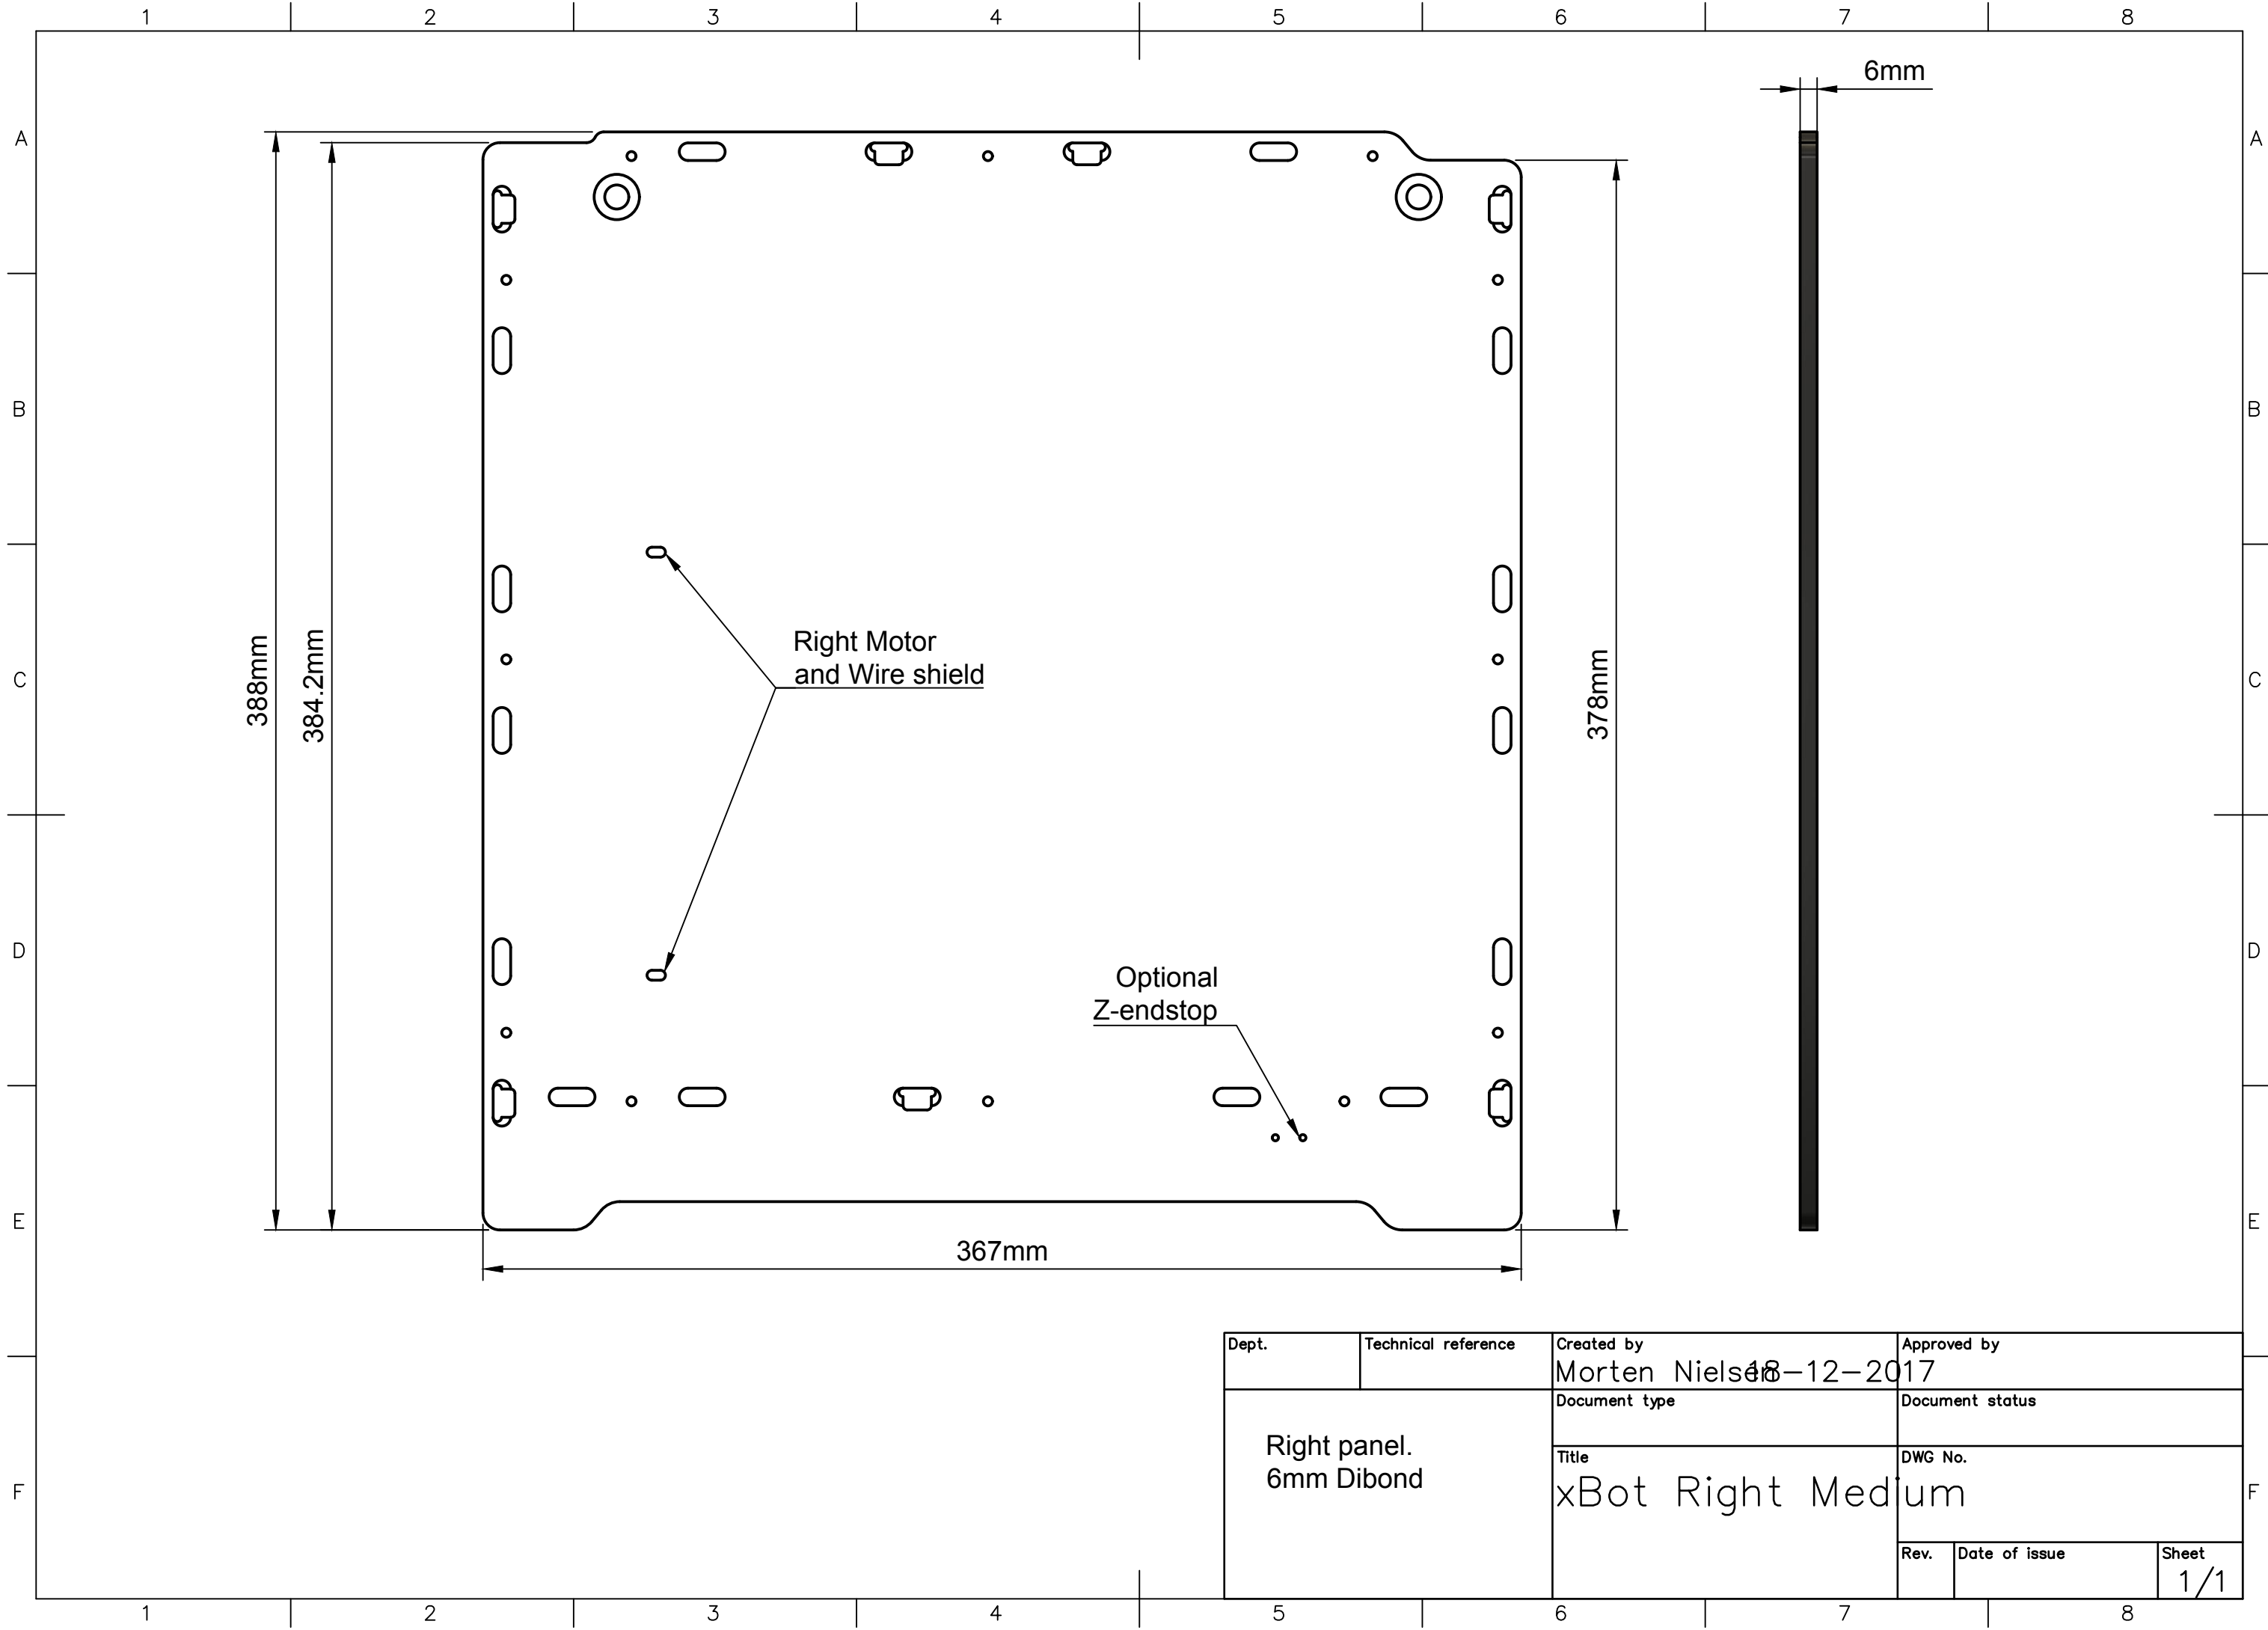 1 2 3 4 5 6 7 8
6mm
A A
B B
Right Motor
and Wire shield
388mm
384.2mm
378mm
C C
D D
Optional
Z-endstop
E E
367mm
Dept. Technical reference Created by Approved by
Morten Nielsen 18-12-2017
Document type Document status
Right panel.
6mm Dibond
Title DWG No.
xBot Right Medium
F F
Rev. Date of issue Sheet
1/1
1 2 3 4 5 6 7 8